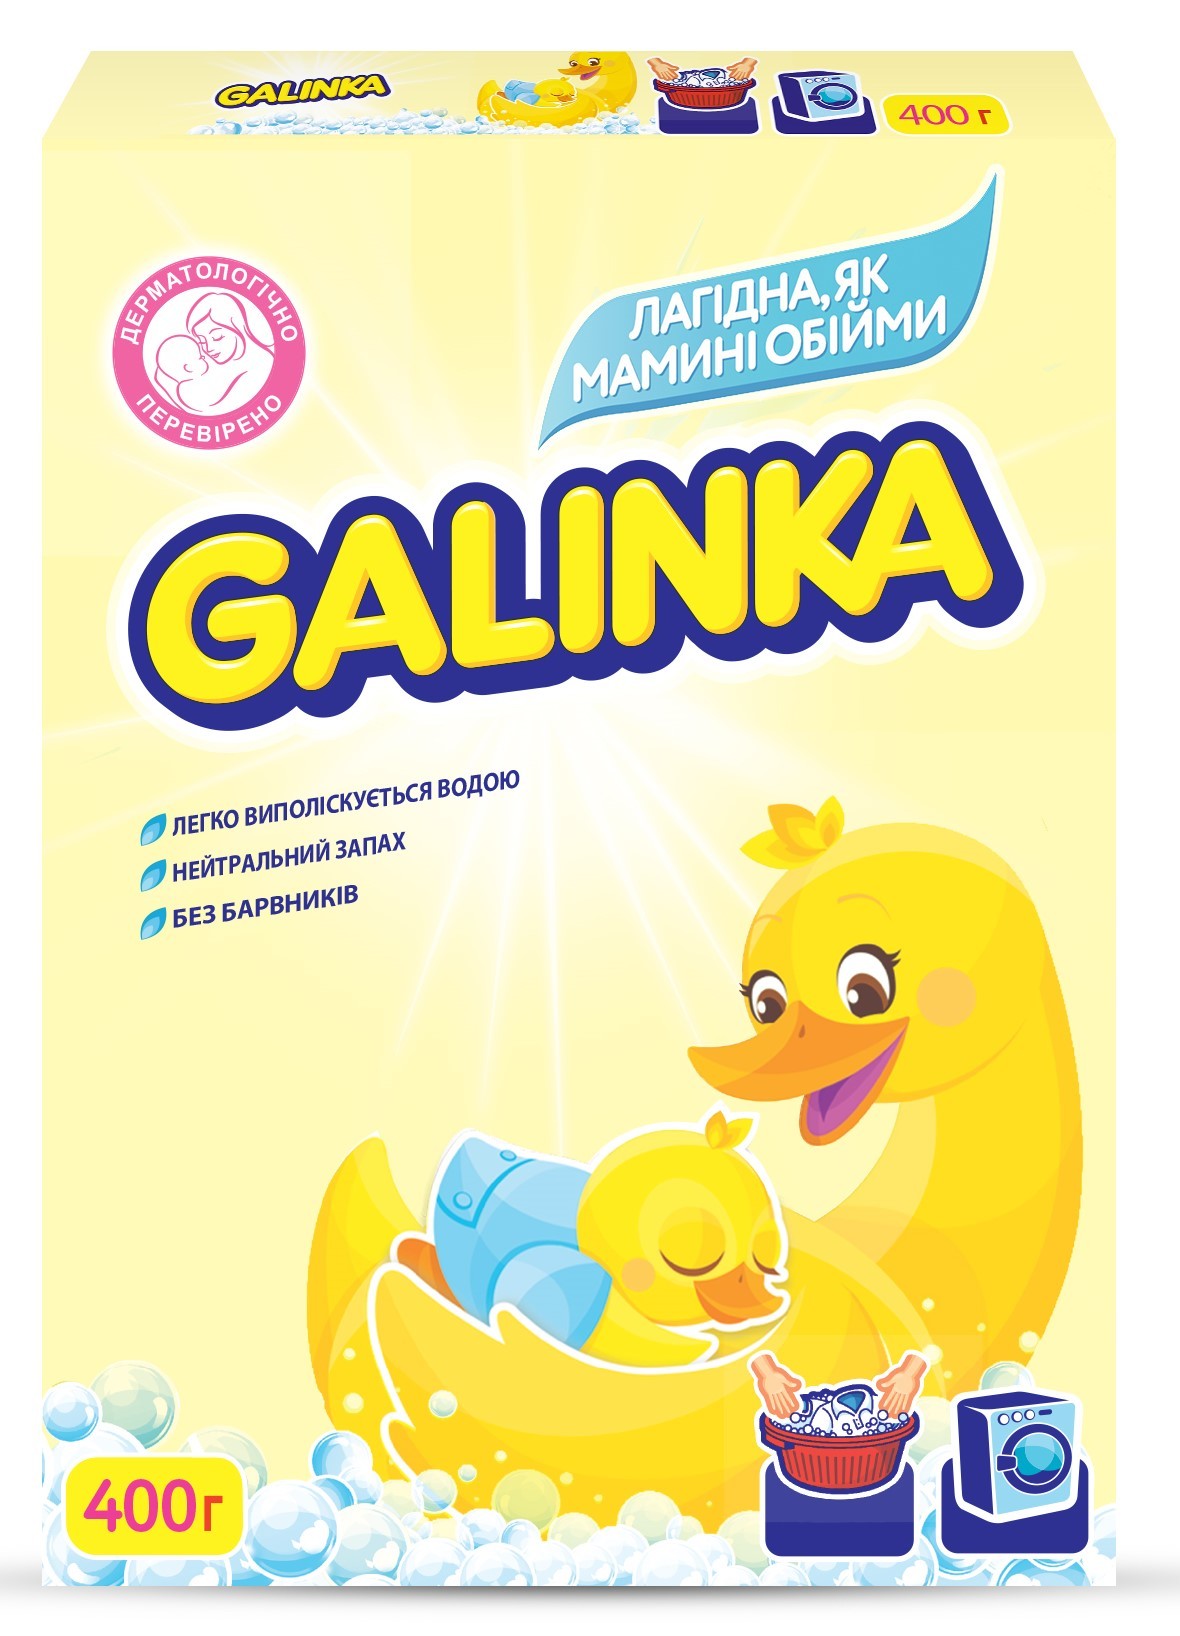 GALINKA
400 г
ДЕРМАТОЛОГІЧНО
ПЕРЕВІРЕНО
ЛАГІДНА, ЯК
МАМИНІ ОБІЙМИ
GALINKA
ЛЕГКО ВИПОЛІСКУЄТЬСЯ ВОДОЮ
НЕЙТРАЛЬНИЙ ЗАПАХ
БЕЗ БАРВНИКІВ
400г